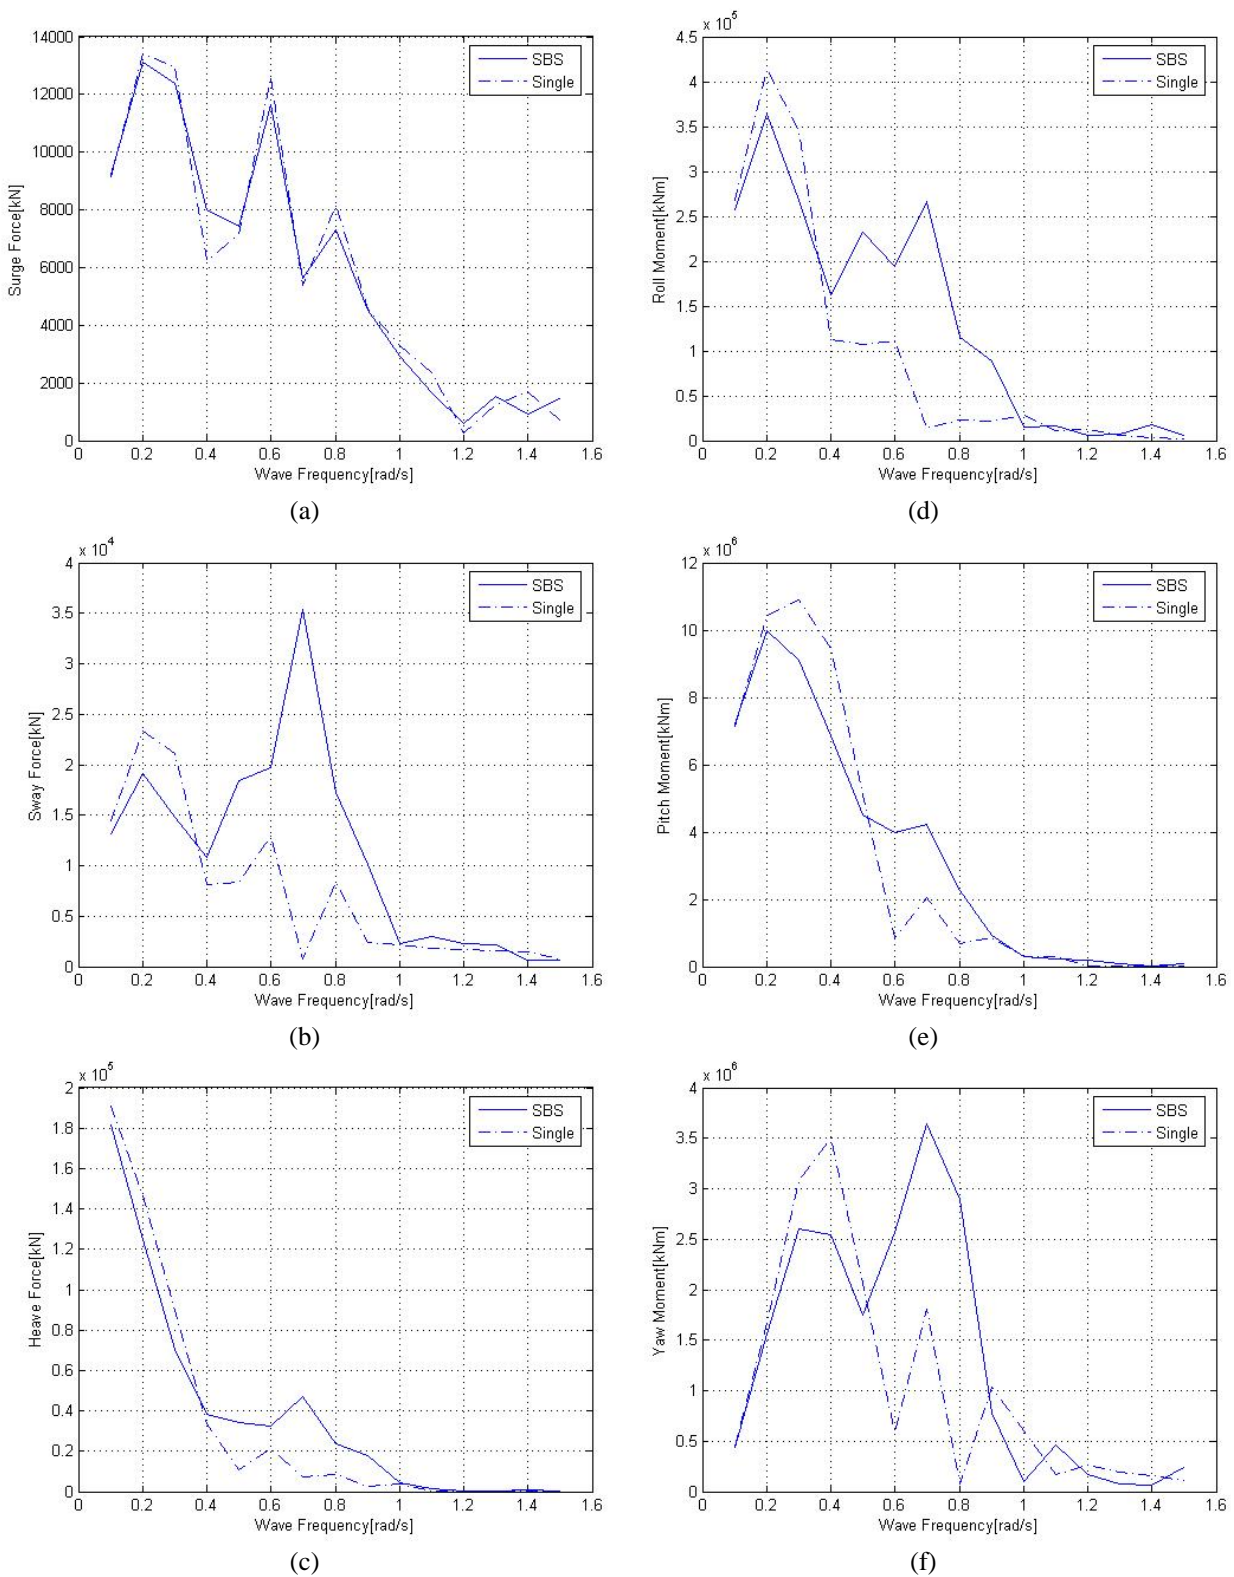 14000
12000
10000
8000
6000
4000
2000
0
Surge Force[kN]
SBS
Single
0 0.2 0.4 0.6 0.8 1 1.2 1.4 1.6
Wave Frequency[rad/s]
(a)
x 10^5
4.5
4
3.5
3
2.5
2
1.5
1
0.5
0
Roll Moment[kNm]
SBS
Single
0 0.2 0.4 0.6 0.8 1 1.2 1.4 1.6
Wave Frequency[rad/s]
(d)
x 10^4
4
3.5
3
2.5
2
1.5
1
0.5
0
Sway Force[kN]
SBS
Single
0 0.2 0.4 0.6 0.8 1 1.2 1.4 1.6
Wave Frequency[rad/s]
(b)
x 10^6
12
10
8
6
4
2
0
Pitch Moment[kNm]
SBS
Single
0 0.2 0.4 0.6 0.8 1 1.2 1.4 1.6
Wave Frequency[rad/s]
(e)
x 10^5
2
1.8
1.6
1.4
1.2
1
0.8
0.6
0.4
0.2
0
Heave Force[kN]
SBS
Single
0 0.2 0.4 0.6 0.8 1 1.2 1.4 1.6
Wave Frequency[rad/s]
(c)
x 10^6
4
3.5
3
2.5
2
1.5
1
0.5
0
Yaw Moment[kNm]
SBS
Single
0 0.2 0.4 0.6 0.8 1 1.2 1.4 1.6
Wave Frequency[rad/s]
(f)